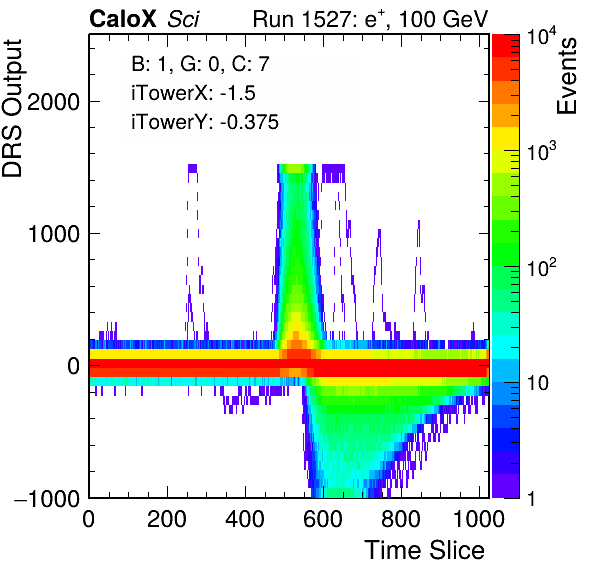 CaloX Sci Run 1527: e⁺, 100 GeV
B: 1, G: 0, C: 7
iTowerX: -1.5
iTowerY: -0.375
DRS Output
2000
1000
0
−1000
0 200 400 600 800 1000
Time Slice
Events
10⁴
10³
10²
10
1